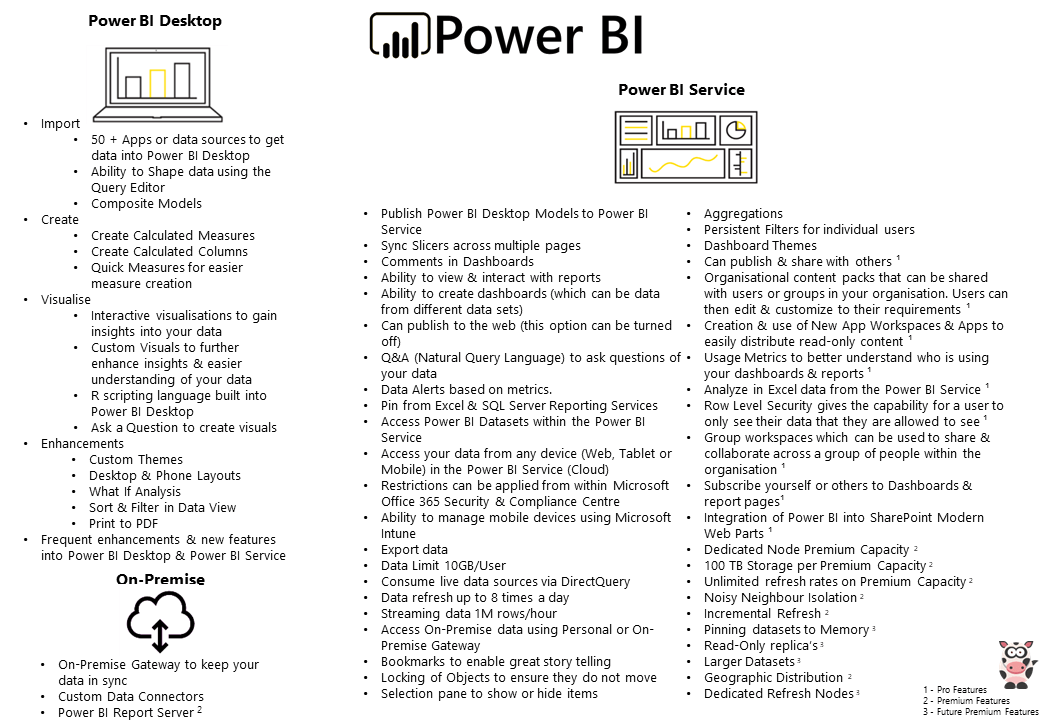 Power BI Desktop
• Import
• 50 + Apps or data sources to get
data into Power BI Desktop
• Ability to Shape data using the
Query Editor
• Composite Models
• Create
• Create Calculated Measures
• Create Calculated Columns
• Quick Measures for easier
measure creation
• Visualise
• Interactive visualisations to gain
insights into your data
• Custom Visuals to further
enhance insights & easier
understanding of your data
• R scripting language built into
Power BI Desktop
• Ask a Question to create visuals
• Enhancements
• Custom Themes
• Desktop & Phone Layouts
• What If Analysis
• Sort & Filter in Data View
• Print to PDF
• Frequent enhancements & new features
into Power BI Desktop & Power BI Service
On-Premise
• On-Premise Gateway to keep your
data in sync
• Custom Data Connectors
• Power BI Report Server ²
Power BI
Power BI Service
• Publish Power BI Desktop Models to Power BI
Service
• Sync Slicers across multiple pages
• Comments in Dashboards
• Ability to view & interact with reports
• Ability to create dashboards (which can be data
from different data sets)
• Can publish to the web (this option can be turned
off)
• Q&A (Natural Query Language) to ask questions of
your data
• Data Alerts based on metrics.
• Pin from Excel & SQL Server Reporting Services
• Access Power BI Datasets within the Power BI
Service
• Access your data from any device (Web, Tablet or
Mobile) in the Power BI Service (Cloud)
• Restrictions can be applied from within Microsoft
Office 365 Security & Compliance Centre
• Ability to manage mobile devices using Microsoft
Intune
• Export data
• Data Limit 10GB/User
• Consume live data sources via DirectQuery
• Data refresh up to 8 times a day
• Streaming data 1M rows/hour
• Access On-Premise data using Personal or On-
Premise Gateway
• Bookmarks to enable great story telling
• Locking of Objects to ensure they do not move
• Selection pane to show or hide items
• Aggregations
• Persistent Filters for individual users
• Dashboard Themes
• Can publish & share with others ¹
• Organisational content packs that can be shared
with users or groups in your organisation. Users can
then edit & customize to their requirements ¹
• Creation & use of New App Workspaces & Apps to
easily distribute read-only content ¹
• Usage Metrics to better understand who is using
your dashboards & reports ¹
• Analyze in Excel data from the Power BI Service ¹
• Row Level Security gives the capability for a user to
only see their data that they are allowed to see ¹
• Group workspaces which can be used to share &
collaborate across a group of people within the
organisation ¹
• Subscribe yourself or others to Dashboards &
report pages¹
• Integration of Power BI into SharePoint Modern
Web Parts ¹
• Dedicated Node Premium Capacity ²
• 100 TB Storage per Premium Capacity ²
• Unlimited refresh rates on Premium Capacity ²
• Noisy Neighbour Isolation ²
• Incremental Refresh ²
• Pinning datasets to Memory ³
• Read-Only replica's ³
• Larger Datasets ³
• Geographic Distribution ²
• Dedicated Refresh Nodes ³
1 - Pro Features
2 - Premium Features
3 - Future Premium Features